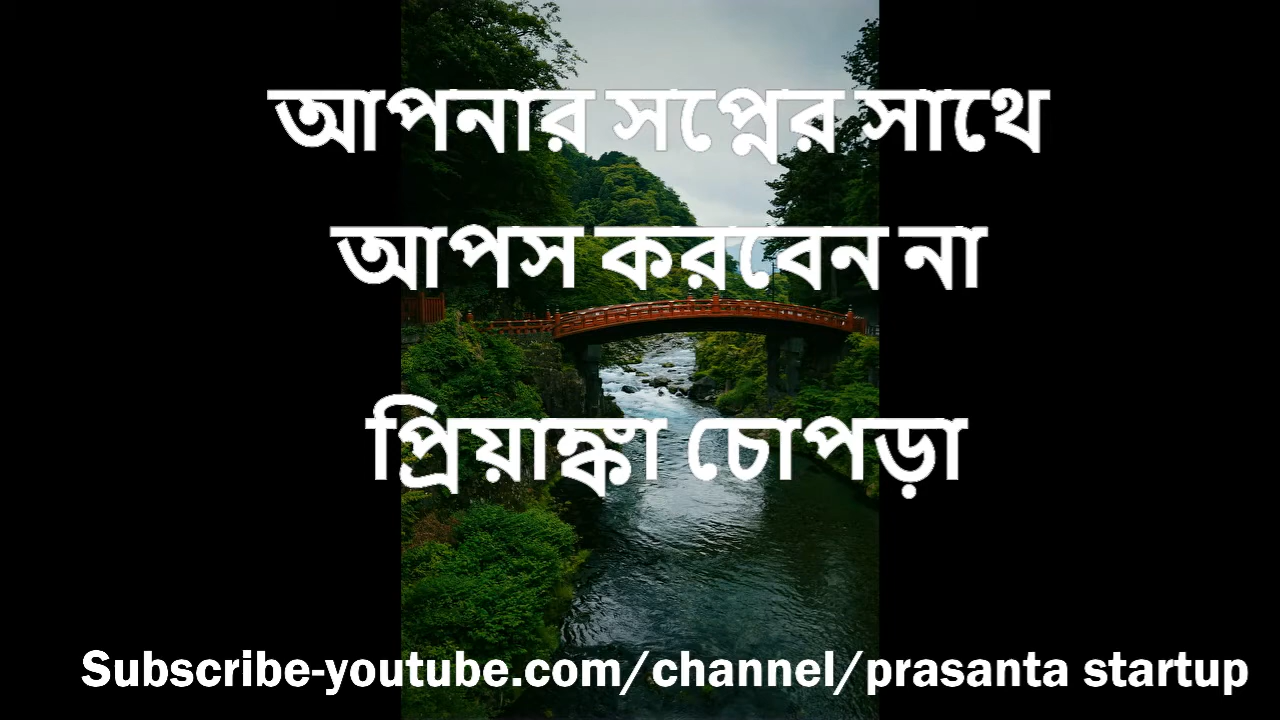 আপনার সপ্নের সাথে
আপস করবেন না
প্রিয়াঙ্কা চোপড়া
Subscribe-youtube.com/channel/prasanta startup